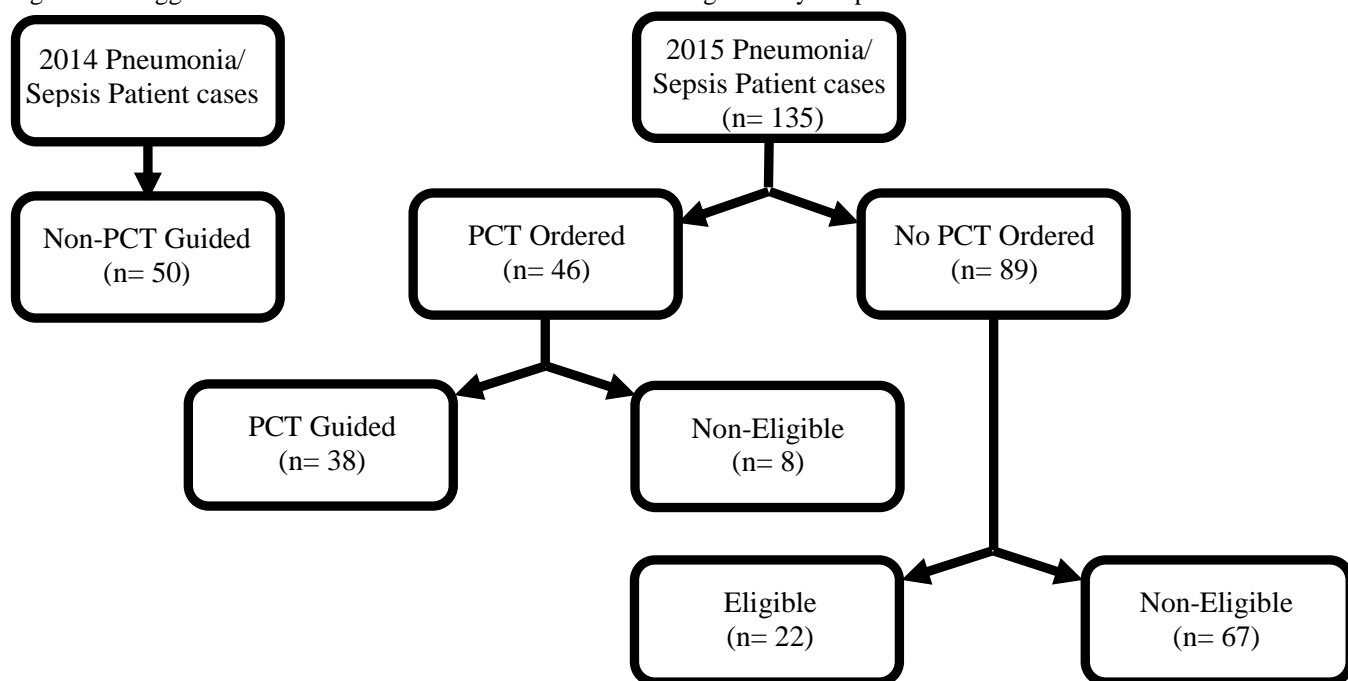 2014 Pneumonia/
Sepsis Patient cases
2015 Pneumonia/
Sepsis Patient cases
(n= 135)
Non-PCT Guided
(n= 50)
PCT Ordered
(n= 46)
No PCT Ordered
(n= 89)
PCT Guided
(n= 38)
Non-Eligible
(n= 8)
Eligible
(n= 22)
Non-Eligible
(n= 67)